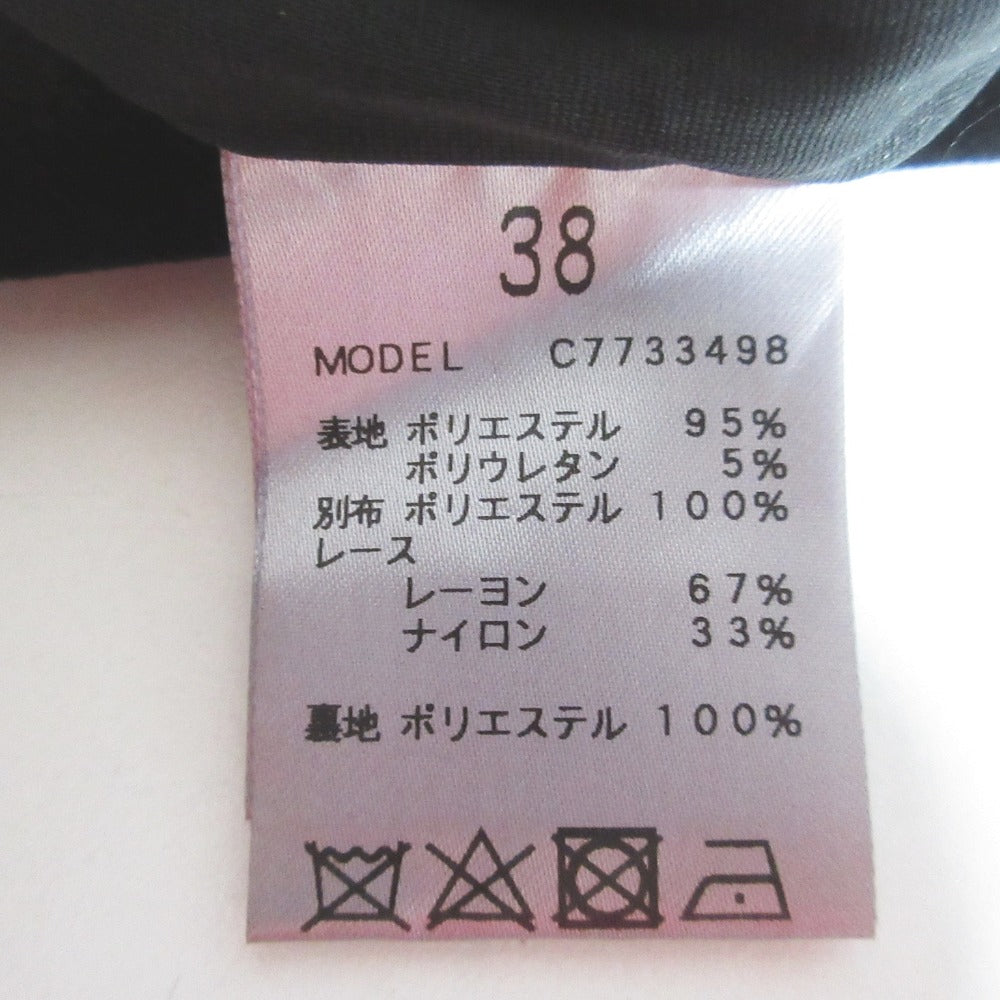 38
MODEL C7733498
表地 ポリエステル 95%
ポリウレタン 5%
別布 ポリエステル 100%
レース
レーヨン 67%
ナイロン 33%
裏地 ポリエステル 100%